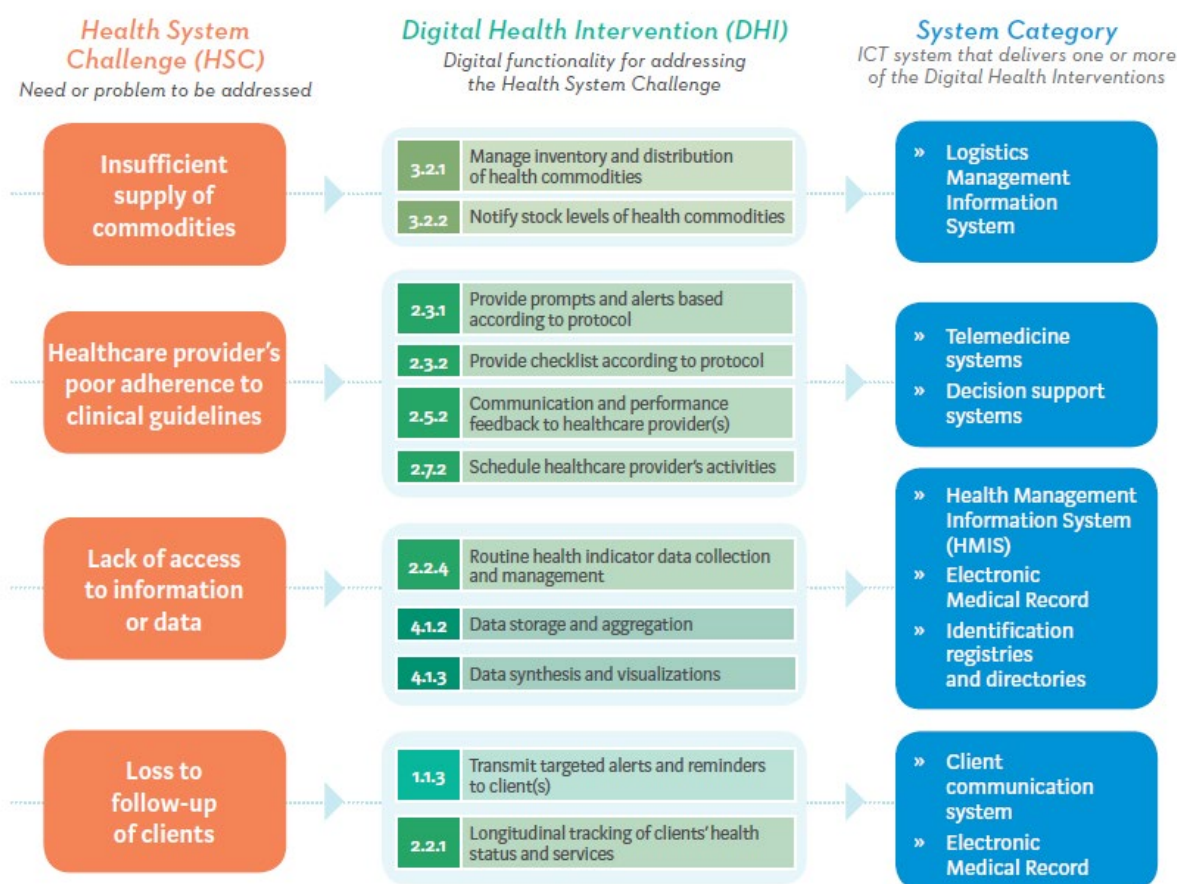 Health System
Challenge (HSC)
Need or problem to be addressed
Digital Health Intervention (DHI)
Digital functionality for addressing
the Health System Challenge
System Category
ICT system that delivers one or more
of the Digital Health Interventions
Insufficient
supply of
commodities
3.2.1 Manage inventory and distribution
of health commodities
3.2.2 Notify stock levels of health commodities
» Logistics
Management
Information
System
Healthcare provider's
poor adherence to
clinical guidelines
2.3.1 Provide prompts and alerts based
according to protocol
2.3.2 Provide checklist according to protocol
2.5.2 Communication and performance
feedback to healthcare provider(s)
2.7.2 Schedule healthcare provider's activities
» Telemedicine
systems
» Decision support
systems
Lack of access
to information
or data
2.2.4 Routine health indicator data collection
and management
4.1.2 Data storage and aggregation
4.1.3 Data synthesis and visualizations
» Health Management
Information System
(HMIS)
» Electronic
Medical Record
» Identification
registries
and directories
Loss to
follow-up
of clients
1.1.3 Transmit targeted alerts and reminders
to client(s)
2.2.1 Longitudinal tracking of clients' health
status and services
» Client
communication
system
» Electronic
Medical Record